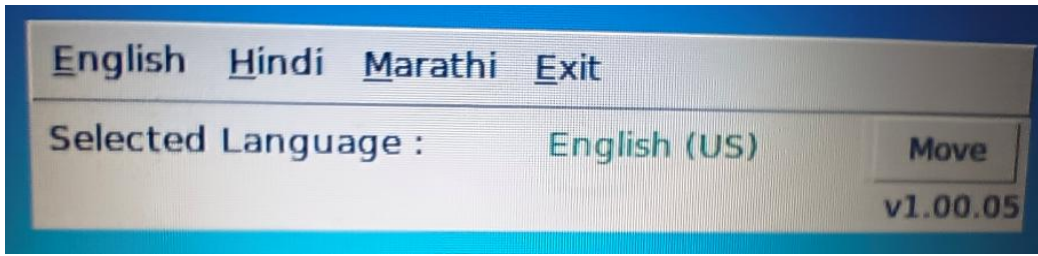 English Hindi Marathi Exit
Selected Language : English (US) Move
v1.00.05